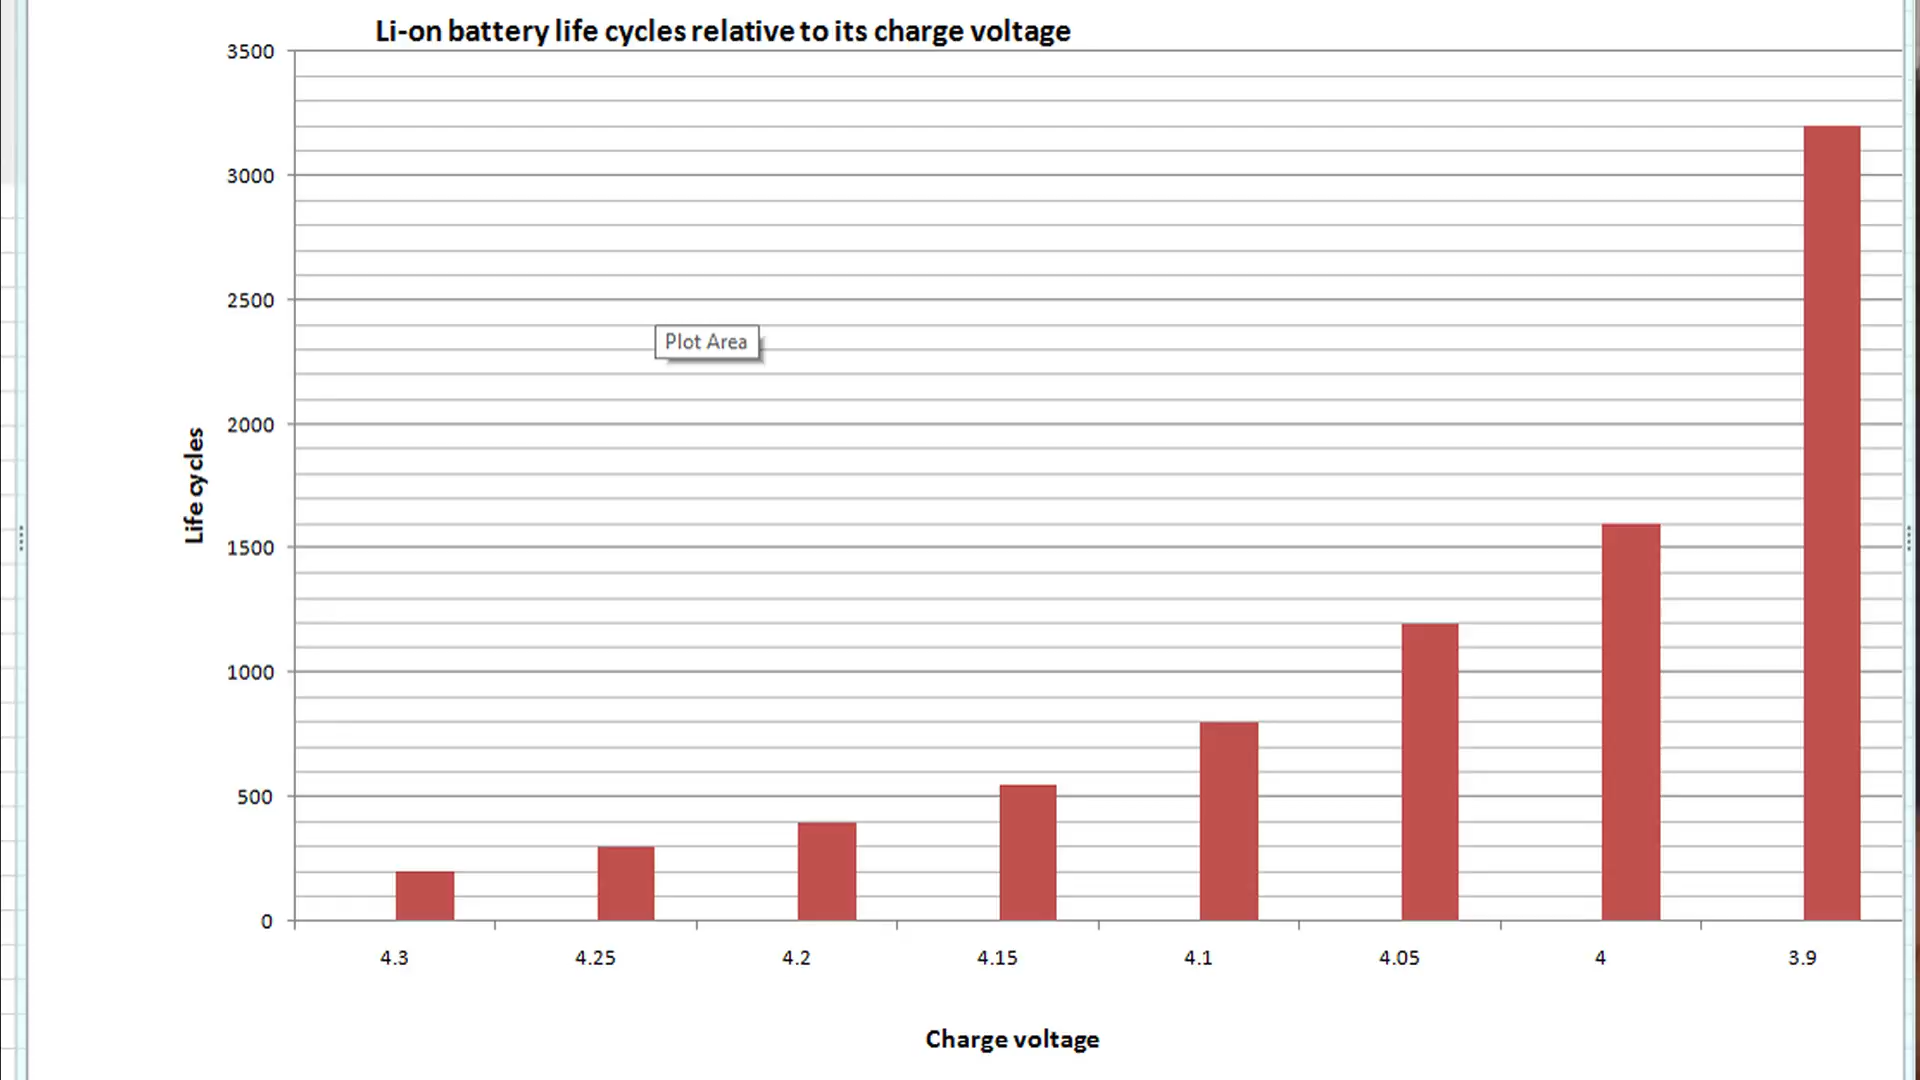 Li-on battery life cycles relative to its charge voltage
3500
3000
2500
Plot Area
2000
Life cycles
1500
1000
500
0
4.3 4.25 4.2 4.15 4.1 4.05 4 3.9
Charge voltage